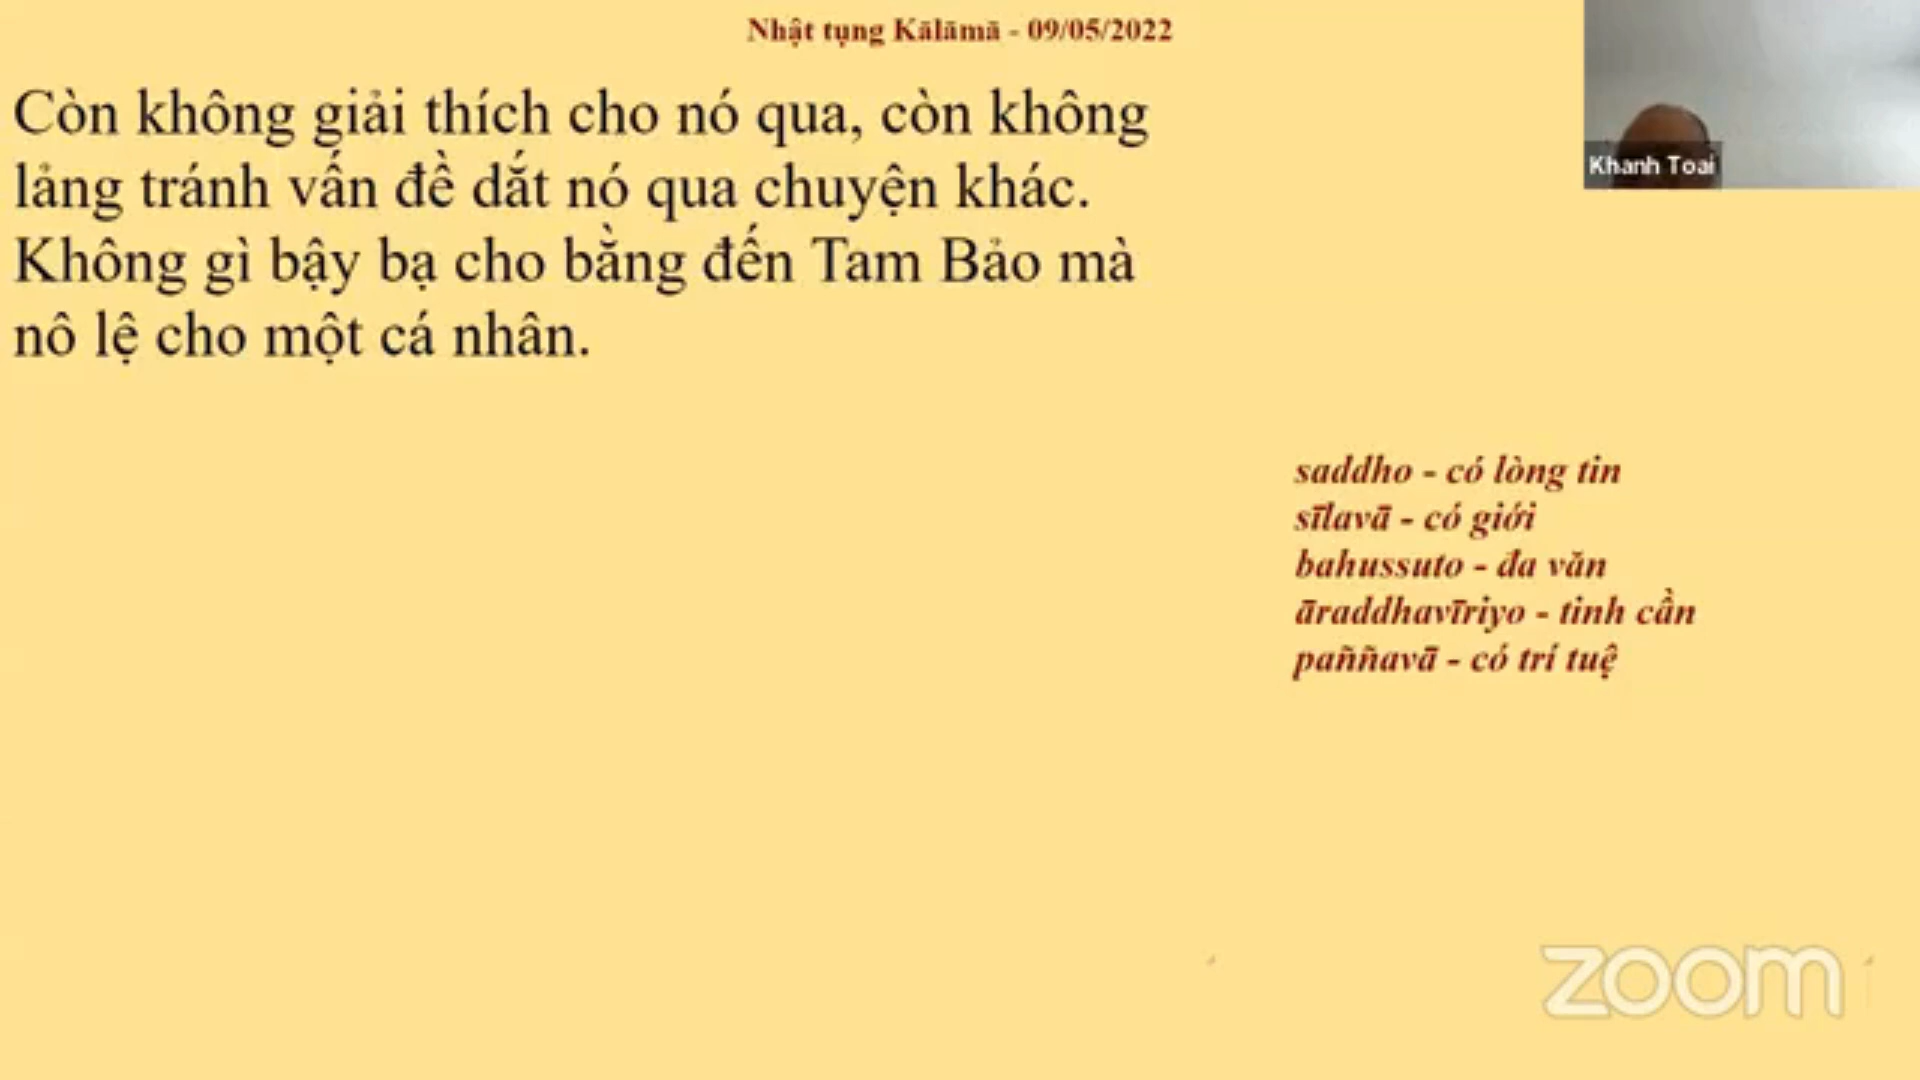 Nhật tụng Kālāmā - 09/05/2022
Còn không giải thích cho nó qua, còn không
lảng tránh vấn đề dắt nó qua chuyện khác.
Không gì bậy bạ cho bằng đến Tam Bảo mà
nô lệ cho một cá nhân.
Khanh Toai
saddho - có lòng tin
sīlavā - có giới
bahussuto - đa văn
āraddhavīriyo - tinh cần
paññavā - có trí tuệ
zoom